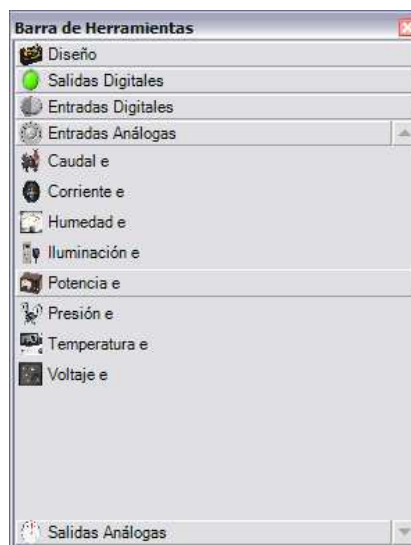 Barra de Herramientas
Diseño
Salidas Digitales
Entradas Digitales
Entradas Análogas
Caudal e
Corriente e
Humedad e
Iluminación e
Potencia e
Presión e
Temperatura e
Voltaje e
Salidas Análogas